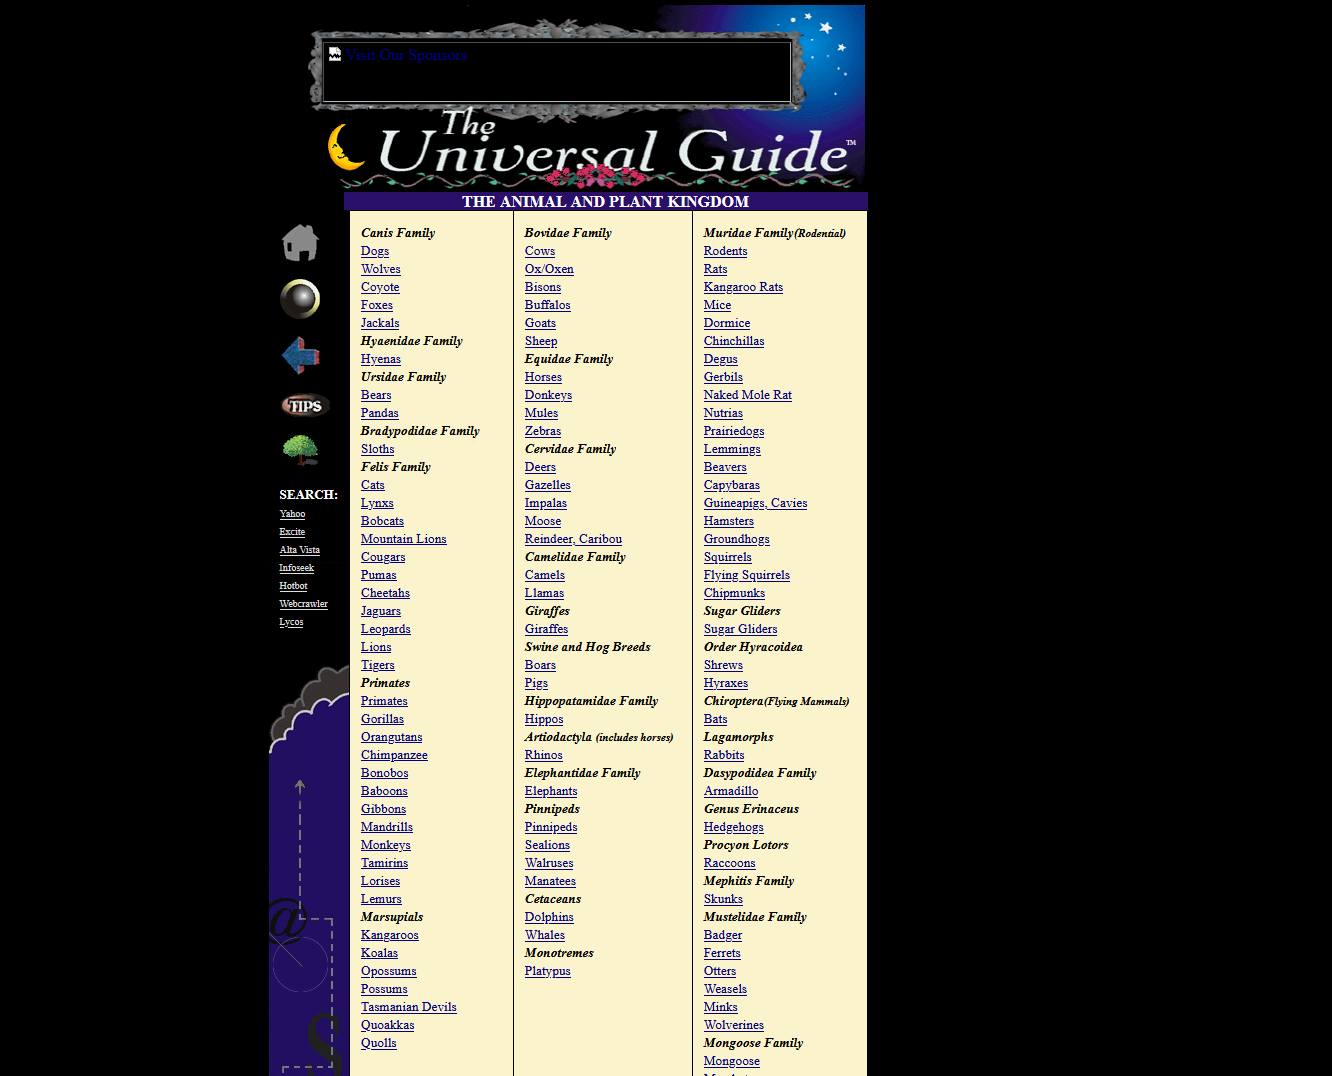 Visit Our Sponsors
The
Universal Guide™
THE ANIMAL AND PLANT KINGDOM
TIPS
SEARCH:
Yahoo
Excite
Alta Vista
Infoseek
Hotbot
Webcrawler
Lycos
@
Canis Family
Dogs
Wolves
Coyote
Foxes
Jackals
Hyaenidae Family
Hyenas
Ursidae Family
Bears
Pandas
Bradypodidae Family
Sloths
Felis Family
Cats
Lynxs
Bobcats
Mountain Lions
Cougars
Pumas
Cheetahs
Jaguars
Leopards
Lions
Tigers
Primates
Primates
Gorillas
Orangutans
Chimpanzee
Bonobos
Baboons
Gibbons
Mandrills
Monkeys
Tamirins
Lorises
Lemurs
Marsupials
Kangaroos
Koalas
Opossums
Possums
Tasmanian Devils
Quoakkas
Quolls
Bovidae Family
Cows
Ox/Oxen
Bisons
Buffalos
Goats
Sheep
Equidae Family
Horses
Donkeys
Mules
Zebras
Cervidae Family
Deers
Gazelles
Impalas
Moose
Reindeer, Caribou
Camelidae Family
Camels
Llamas
Giraffes
Giraffes
Swine and Hog Breeds
Boars
Pigs
Hippopatamidae Family
Hippos
Artiodactyla (includes horses)
Rhinos
Elephantidae Family
Elephants
Pinnipeds
Pinnipeds
Sealions
Walruses
Manatees
Cetaceans
Dolphins
Whales
Monotremes
Platypus
Muridae Family(Rodential)
Rodents
Rats
Kangaroo Rats
Mice
Dormice
Chinchillas
Degus
Gerbils
Naked Mole Rat
Nutrias
Prairiedogs
Lemmings
Beavers
Capybaras
Guineapigs, Cavies
Hamsters
Groundhogs
Squirrels
Flying Squirrels
Chipmunks
Sugar Gliders
Sugar Gliders
Order Hyracoidea
Shrews
Hyraxes
Chiroptera(Flying Mammals)
Bats
Lagamorphs
Rabbits
Dasypodidea Family
Armadillo
Genus Erinaceus
Hedgehogs
Procyon Lotors
Raccoons
Mephitis Family
Skunks
Mustelidae Family
Badger
Ferrets
Otters
Weasels
Minks
Wolverines
Mongoose Family
Mongoose